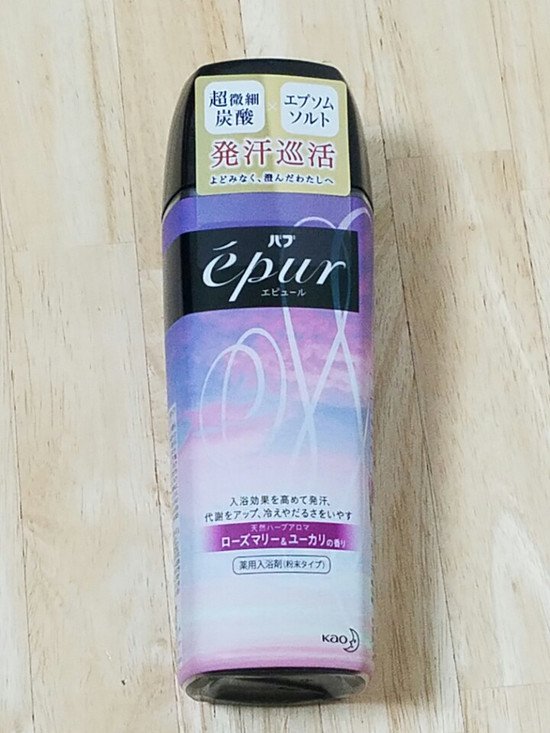 超微細
炭酸
×
エプソム
ソルト
発汗巡活
よどみなく、澄んだわたしへ
バブ
épur
エピュール
入浴効果を高めて発汗、
代謝をアップ、冷えやだるさをいやす
天然ハーブアロマ
ローズマリー&ユーカリの香り
薬用入浴剤(粉末タイプ)
Kao